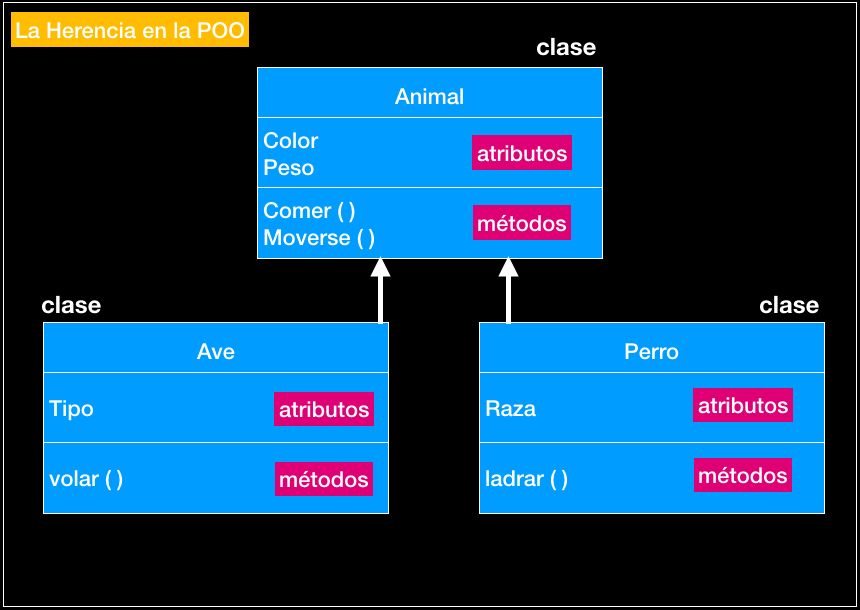 La Herencia en la POO
clase
Animal
Color
Peso
atributos
Comer ( )
Moverse ( )
métodos
clase
Ave
Tipo
atributos
volar ( )
métodos
clase
Perro
Raza
atributos
ladrar ( )
métodos